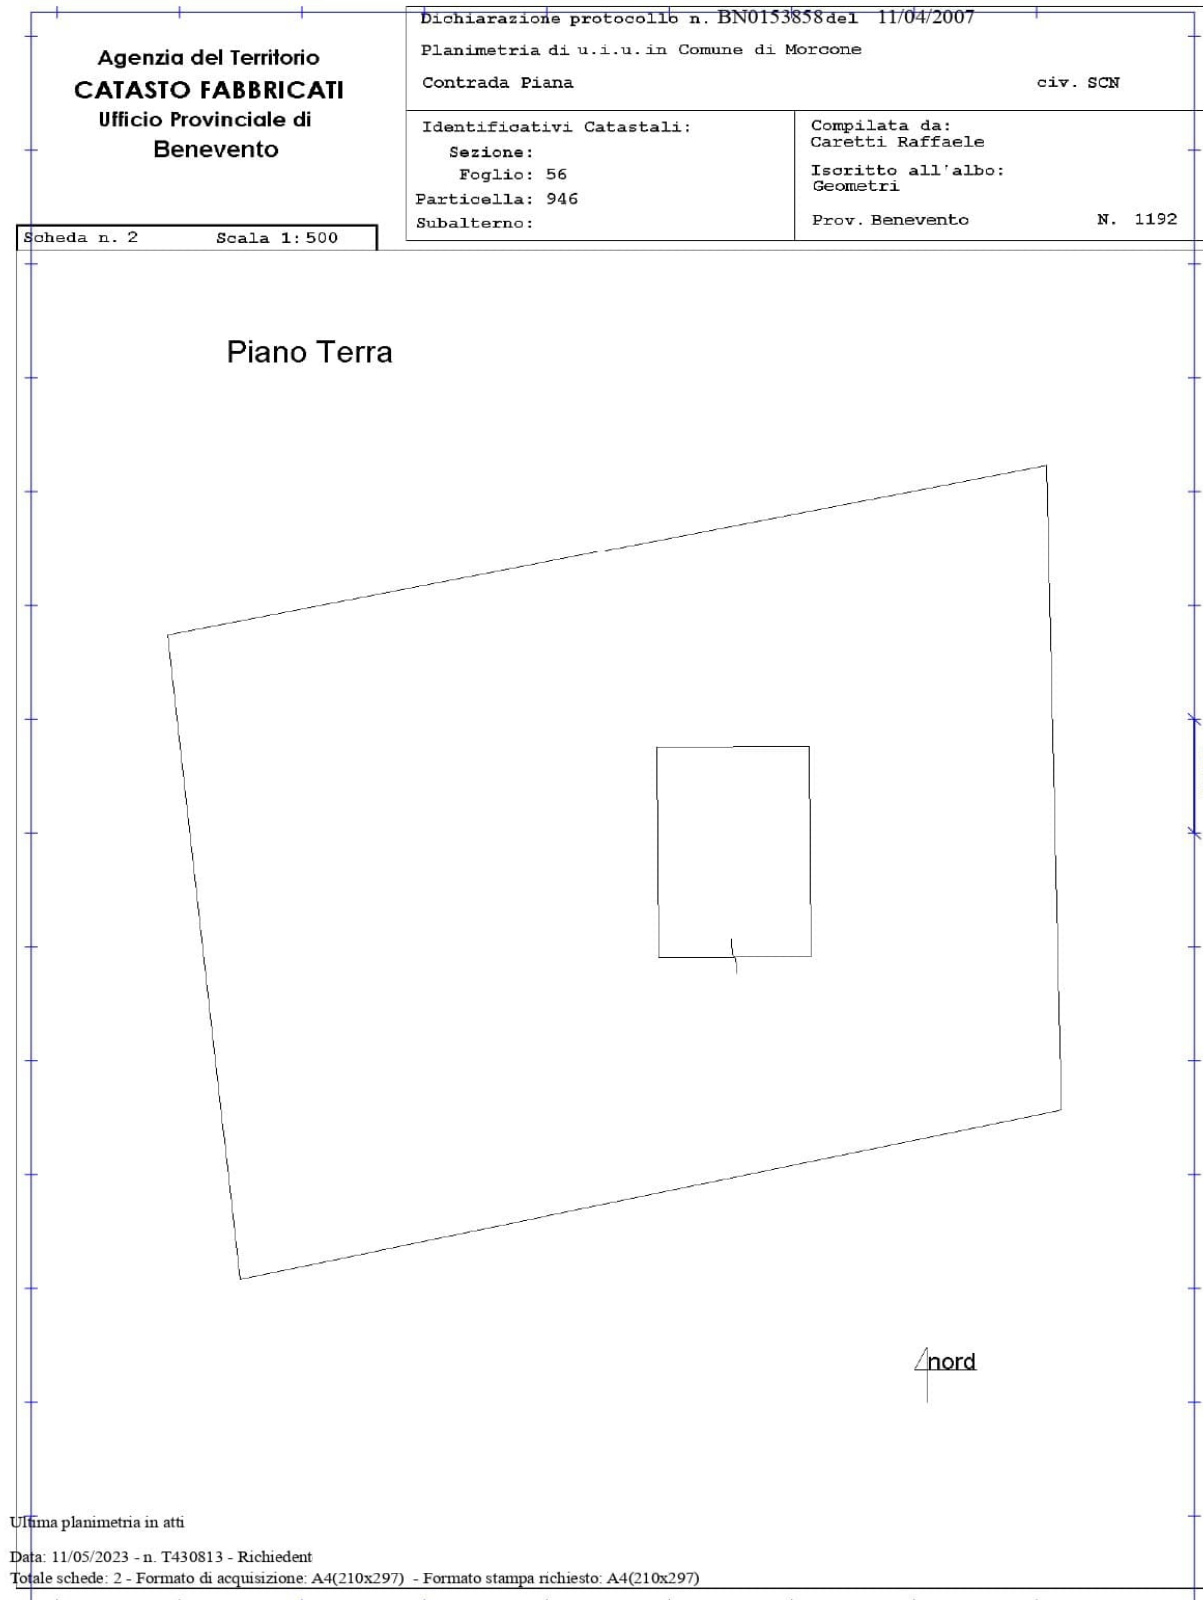 Agenzia del Territorio
CATASTO FABBRICATI
Ufficio Provinciale di
Benevento
Dichiarazione protocollo n. BN0153858 del 11/04/2007
Planimetria di u.i.u. in Comune di Morcone
Contrada Piana civ. SCN
Identificativi Catastali:
Sezione:
Foglio: 56
Particella: 946
Subalterno:
Compilata da:
Caretti Raffaele
Iscritto all'albo:
Geometri
Prov. Benevento N. 1192
Scheda n. 2 Scala 1:500
Piano Terra
nord
Ultima planimetria in atti
Data: 11/05/2023 - n. T430813 - Richiedent
Totale schede: 2 - Formato di acquisizione: A4(210x297) - Formato stampa richiesto: A4(210x297)